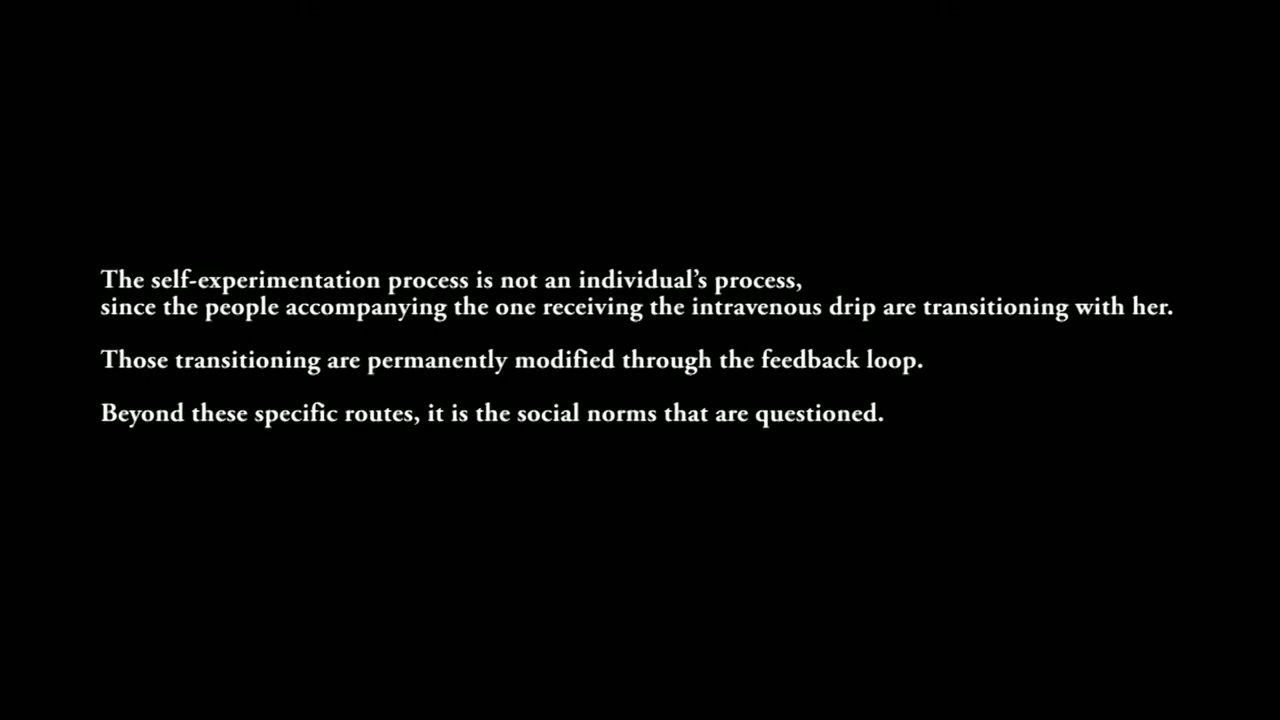 The self-experimentation process is not an individual’s process,
since the people accompanying the one receiving the intravenous drip are transitioning with her.
Those transitioning are permanently modified through the feedback loop.
Beyond these specific routes, it is the social norms that are questioned.